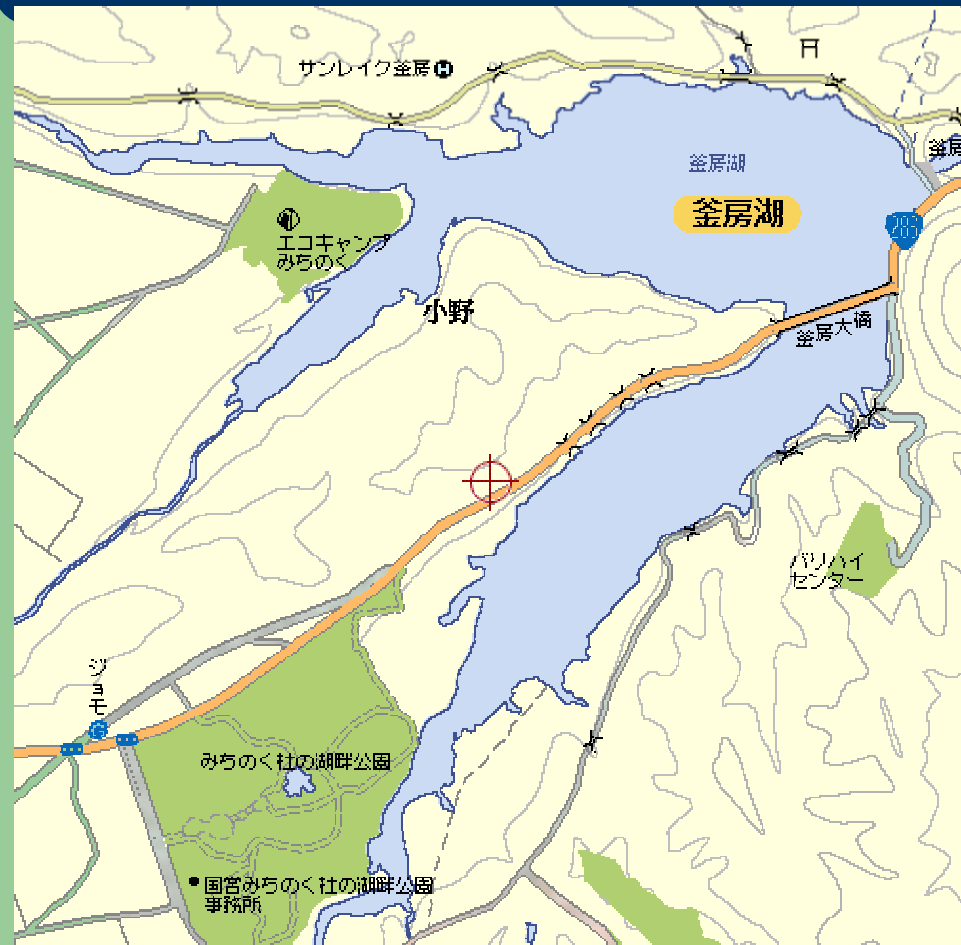 サンレイク釜房 H
釜房湖
釜房湖
286
エコキャンプ
みちのく
小野
釜房大橋
バリハイ
センター
ジョモ
みちのく杜の湖畔公園
国営みちのく杜の湖畔公園
事務所